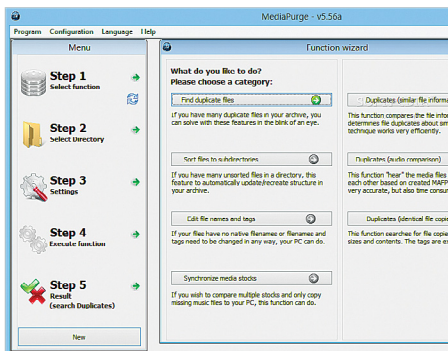 MediaPurge - v5.56a
Program Configuration Language Help
Menu
Step 1
Select function
Step 2
Select Directory
Step 3
Settings
Step 4
Execute function
Step 5
Result
(search Duplicates)
New
Function wizard
What do you like to do?
Please choose a category:
Find duplicate files
If you have many duplicate files in your archive, you
can solve with these features in the blink of an eye.
Sort files to subdirectories
If you have many unsorted files in a directory, this
feature to automatically update/recreate structure in
your archive.
Edit file names and tags
If your files have no native filenames or filenames and
tags need to be changed in any way, your PC can do.
Synchronize media stocks
If you wish to compare multiple stocks and only copy
missing music files to your PC, this function can do.
Duplicates (similar file informa
This function compares the file infor
determines file duplicates about sim
technique works very efficiently.
Duplicates (audio comparison)
This function "hear" the media files
each other based on created MAFP
very accurate, but also time consu
Duplicates (identical file copie
This function searches for file copie
sizes and contents. The tags are e